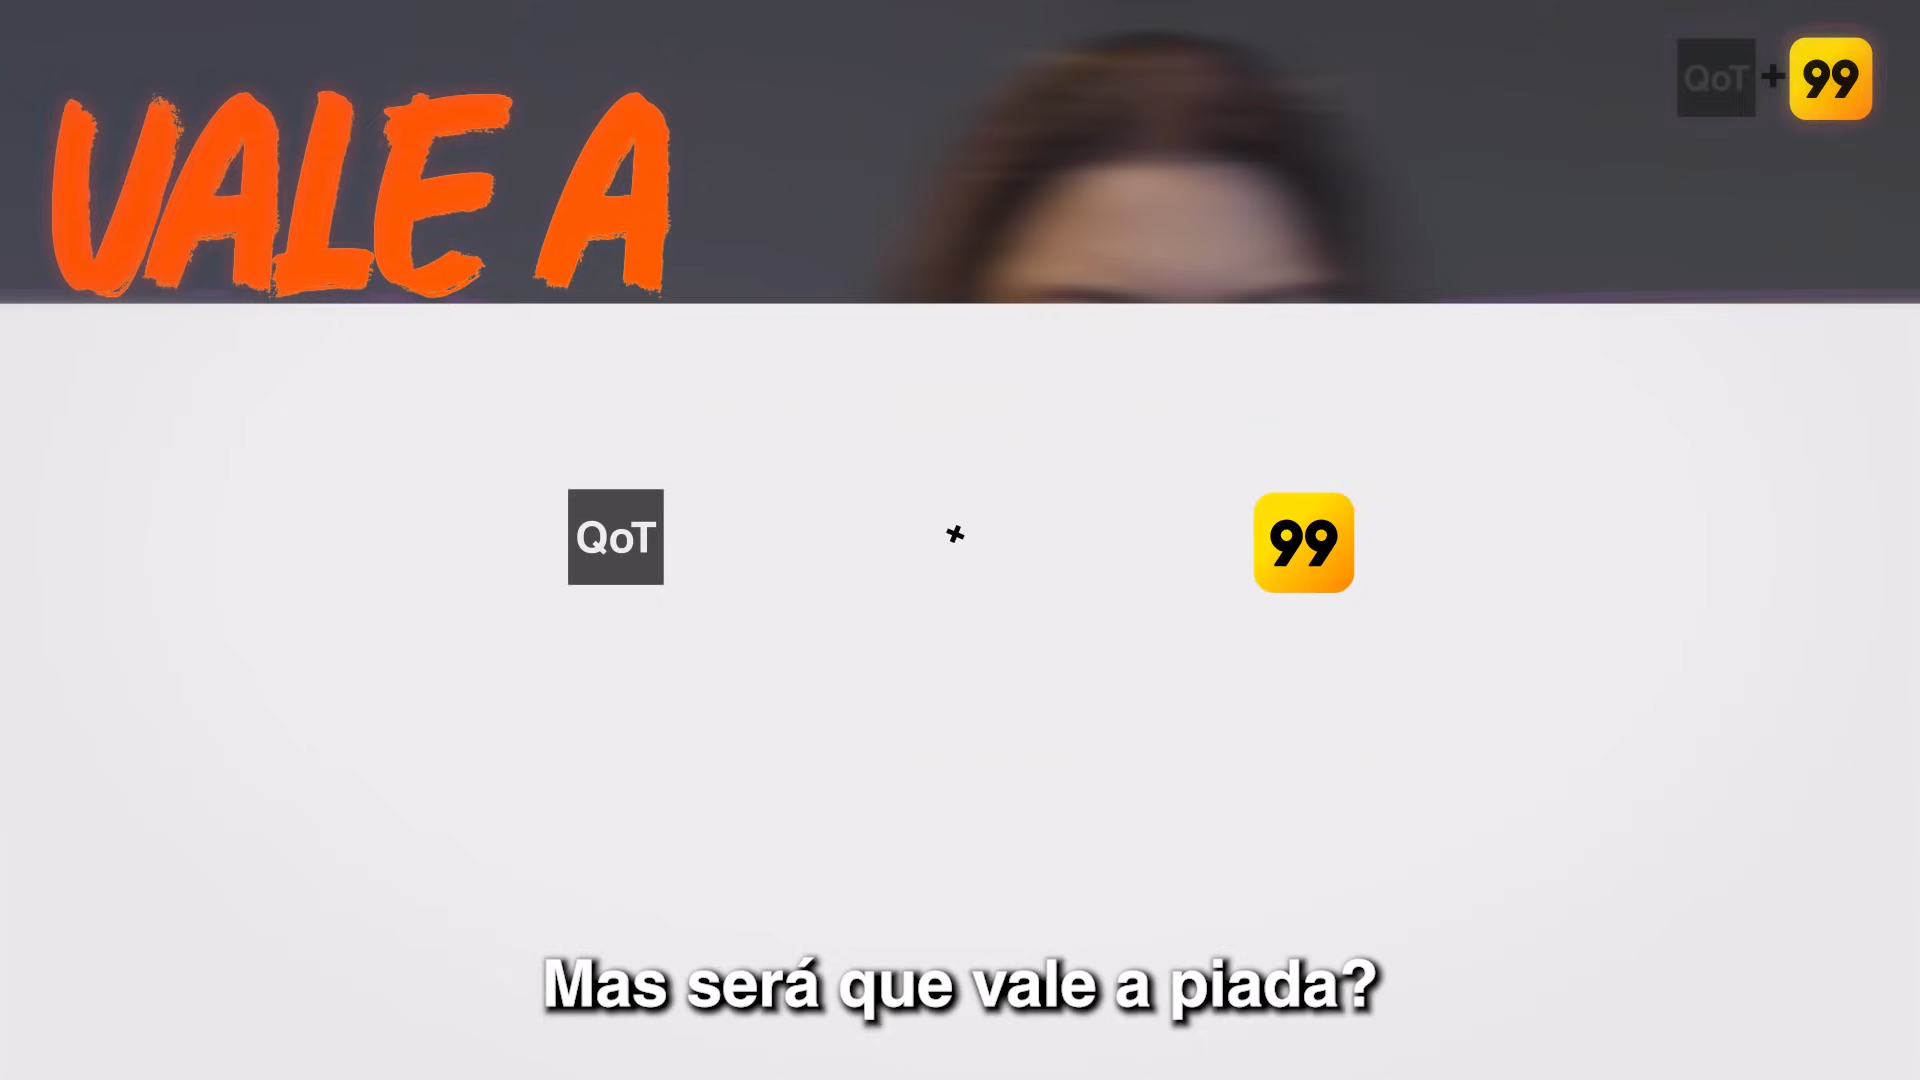 VALE A
QoT + 99
QoT + 99
Mas será que vale a piada?